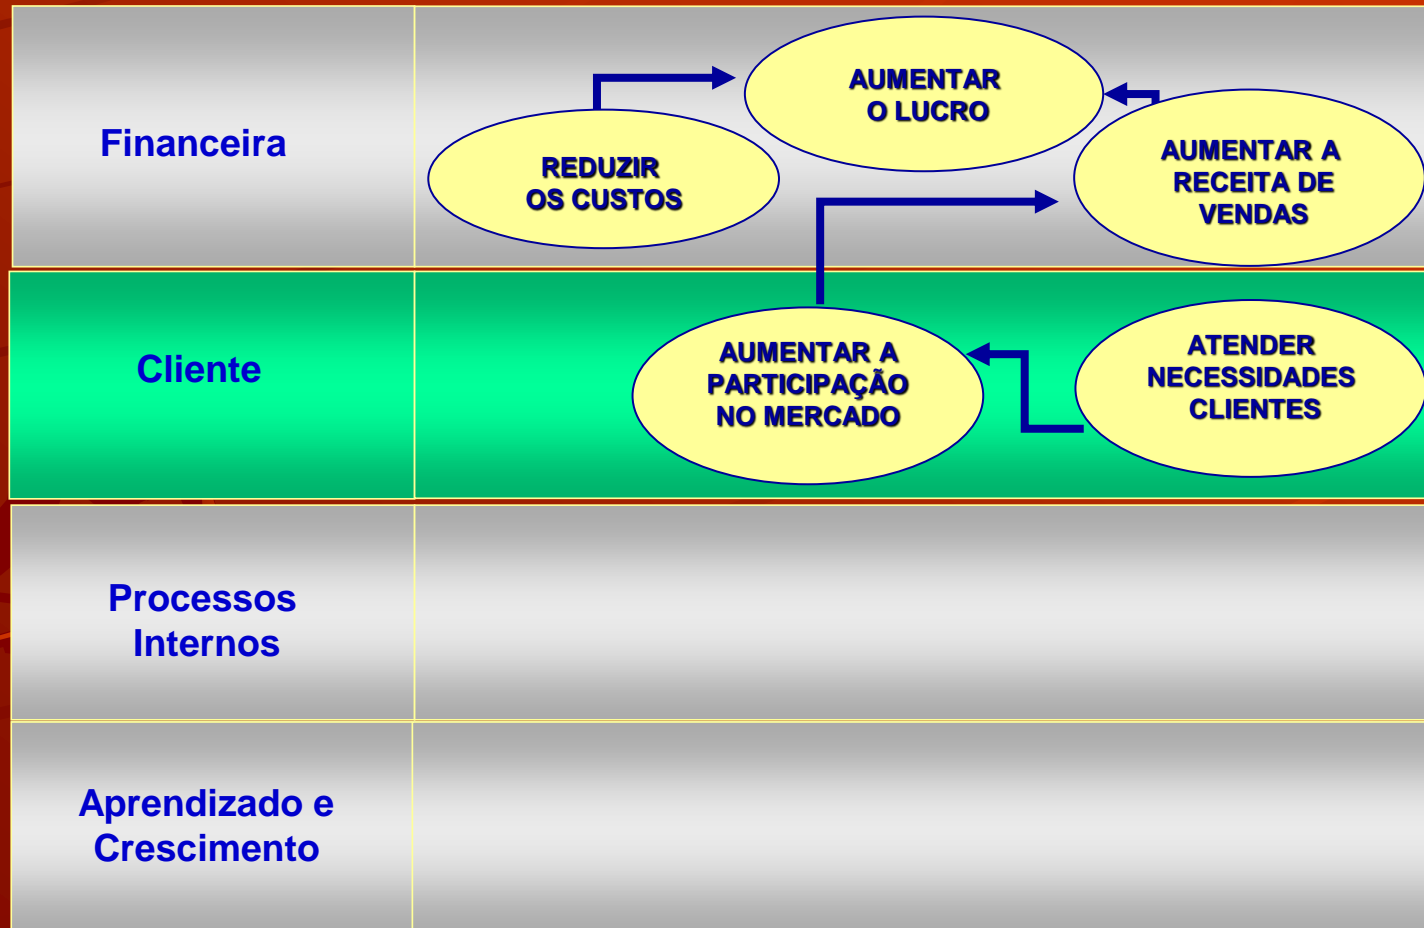 Financeira
AUMENTAR
O LUCRO
REDUZIR
OS CUSTOS
AUMENTAR A
RECEITA DE
VENDAS
Cliente
AUMENTAR A
PARTICIPAÇÃO
NO MERCADO
ATENDER
NECESSIDADES
CLIENTES
Processos
Internos
Aprendizado e
Crescimento